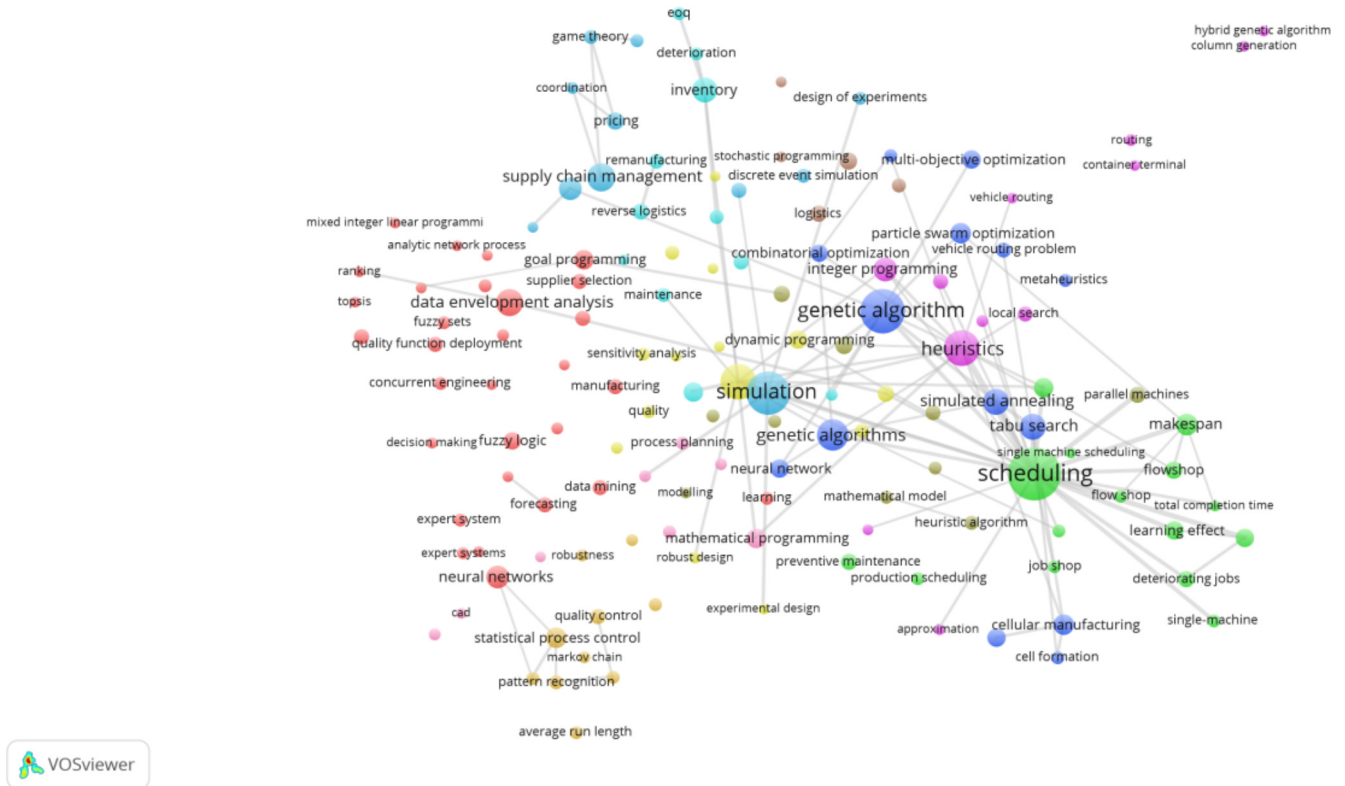 eoq
hybrid genetic algorithm
game theory
column generation
deterioration
coordination
inventory
design of experiments
pricing
routing
remanufacturing
stochastic programming
multi-objective optimization
container terminal
supply chain management
discrete event simulation
vehicle routing
reverse logistics
logistics
mixed integer linear programmi
particle swarm optimization
analytic network process
vehicle routing problem
goal programming
combinatorial optimization
ranking
integer programming
supplier selection
metaheuristics
topsis
data envelopment analysis
maintenance
genetic algorithm
local search
fuzzy sets
quality function deployment
dynamic programming
heuristics
sensitivity analysis
concurrent engineering
manufacturing
simulation
simulated annealing
parallel machines
quality
tabu search
makespan
decision making
fuzzy logic
process planning
genetic algorithms
single machine scheduling
neural network
scheduling
flowshop
data mining
modelling
learning
mathematical model
flow shop
forecasting
total completion time
expert system
heuristic algorithm
learning effect
mathematical programming
expert systems
robustness
robust design
preventive maintenance
job shop
neural networks
production scheduling
deteriorating jobs
cad
quality control
experimental design
single-machine
approximation
cellular manufacturing
statistical process control
markov chain
cell formation
pattern recognition
average run length
VOSviewer